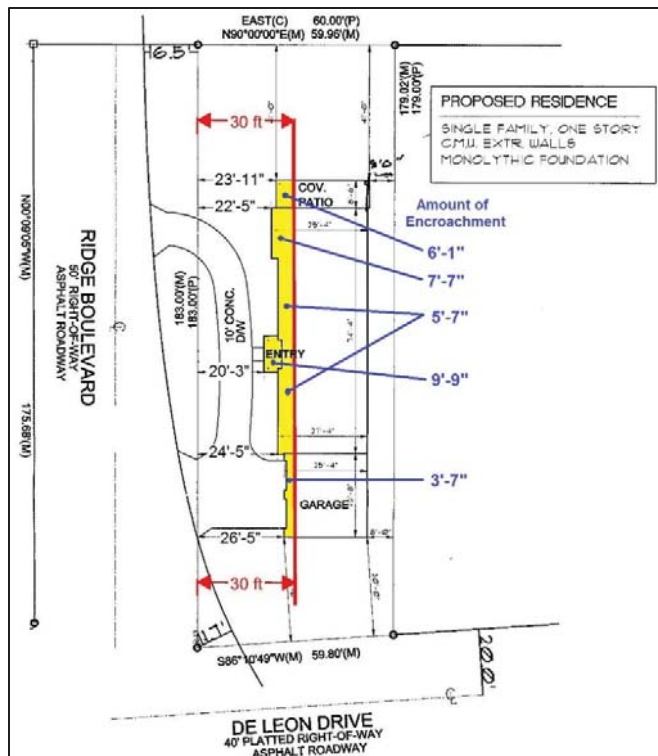 EAST(C) 60.00'(P)
N90°00'00"E(M) 59.96'(M)
6.5'
179.02'(M)
179.00'(P)
PROPOSED RESIDENCE
SINGLE FAMILY, ONE STORY
C.M.U. EXTR. WALLS
MONOLYTHIC FOUNDATION
30 ft
23'-11"
COV.
PATIO
22'-5"
Amount of
Encroachment
6'-1"
7'-7"
5'-7"
9'-9"
3'-7"
N00°09'05"W(M)
175.68'(M)
RIDGE BOULEVARD
50' RIGHT-OF-WAY
ASPHALT ROADWAY
183.00'(M)
183.00'(P)
10' CONC.
D/W
ENTRY
20'-3"
24'-5"
GARAGE
26'-5"
30 ft
S86°10'49"W(M) 59.80'(M)
20.0'
DE LEON DRIVE
40' PLATTED RIGHT-OF-WAY
ASPHALT ROADWAY